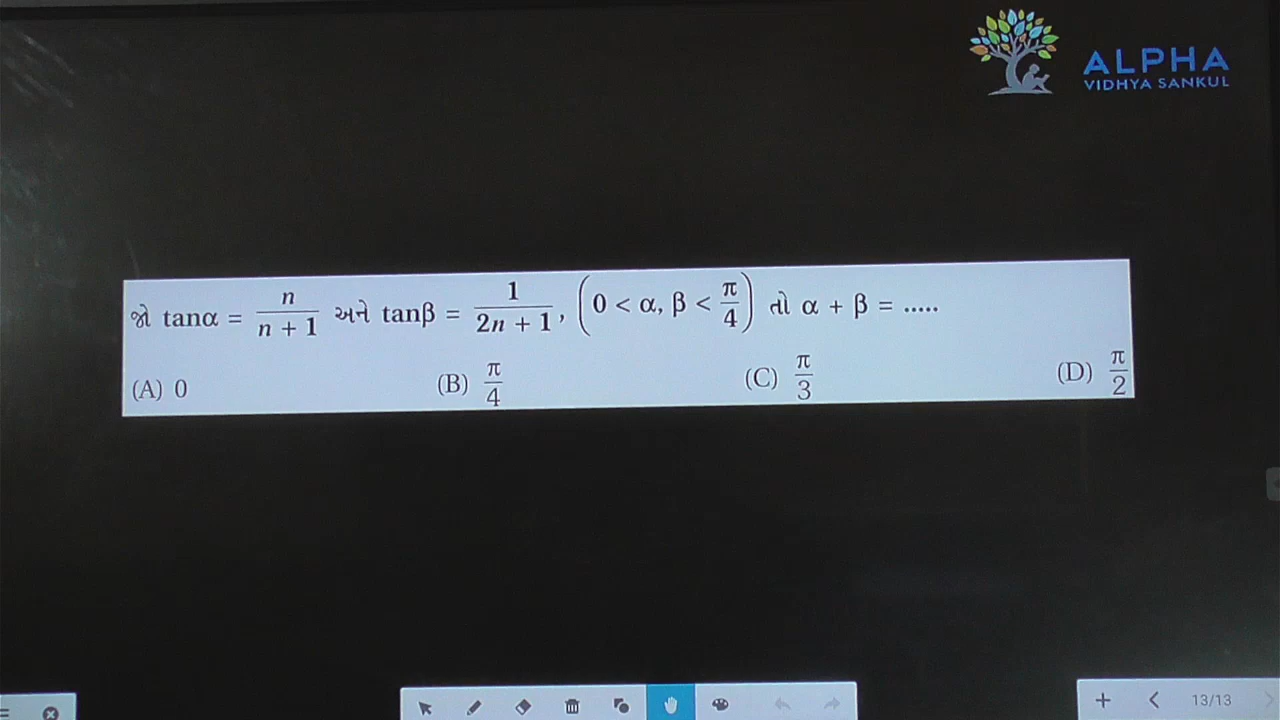 ALPHA
VIDHYA SANKUL
જો tanα = n/(n + 1) અને tanβ = 1/(2n + 1), (0 < α, β < π/4) તો α + β = .....
(A) 0 (B) π/4 (C) π/3 (D) π/2
13/13